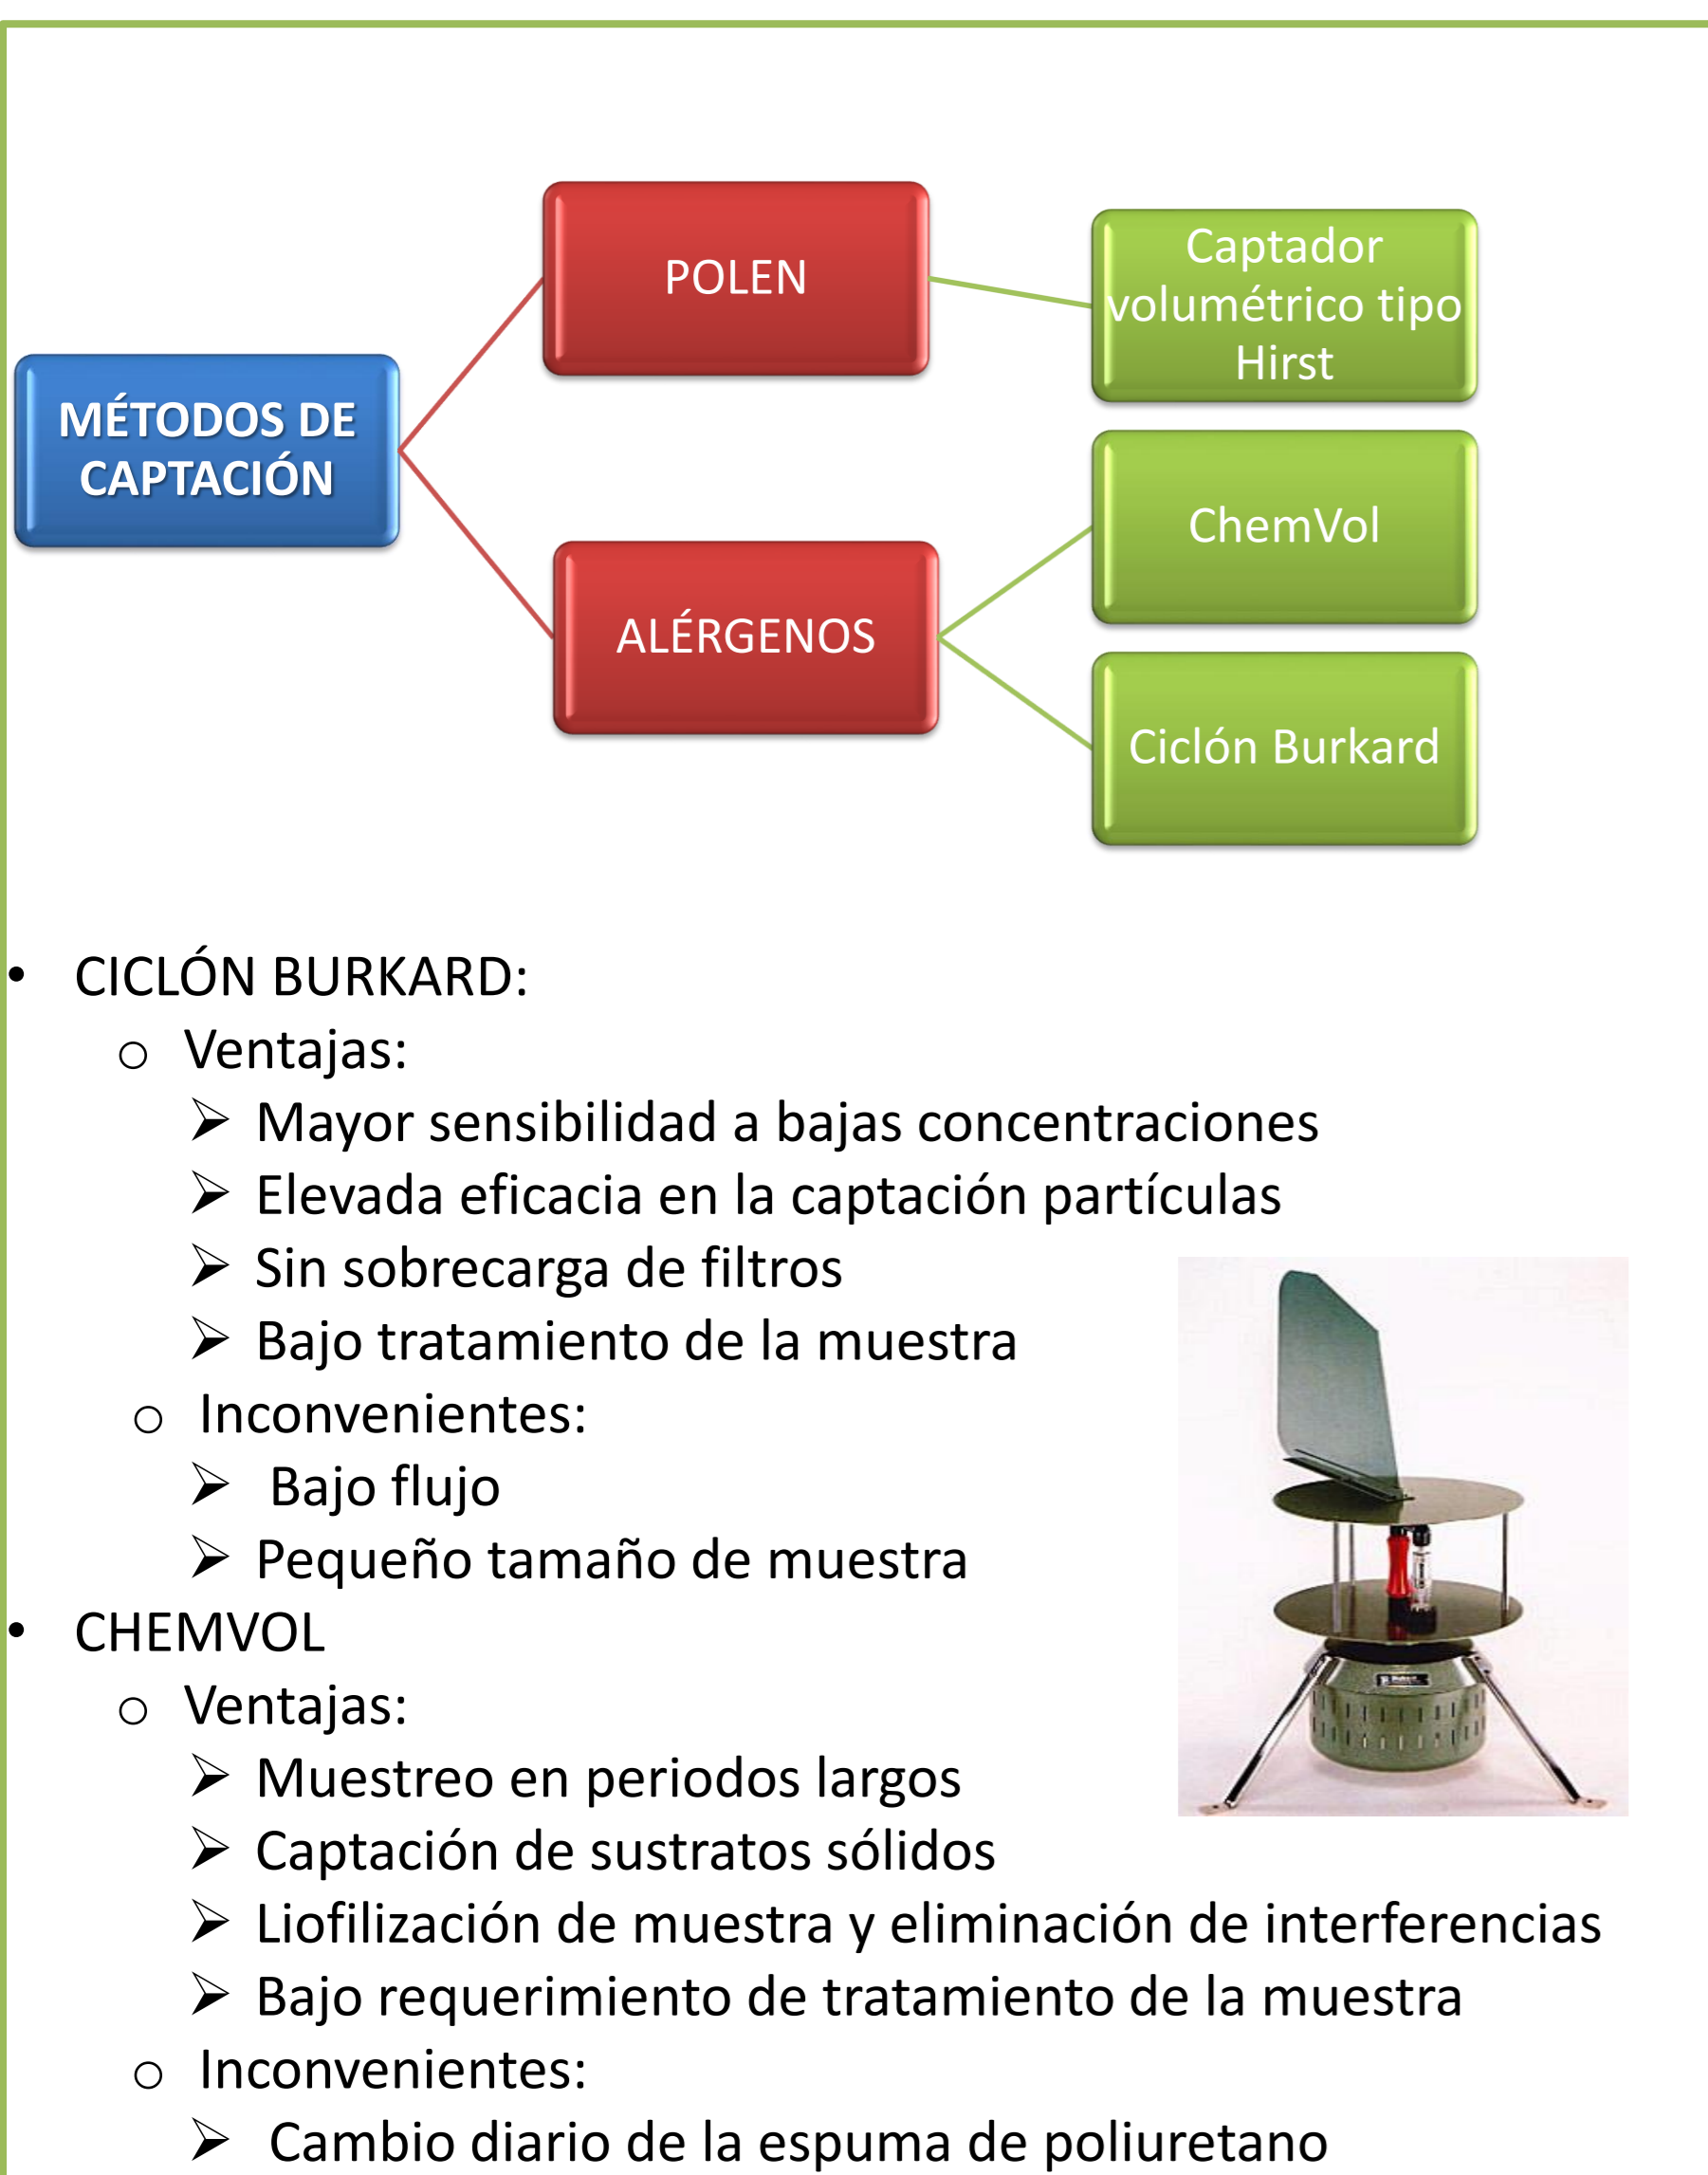 POLEN
Captador
volumétrico tipo
Hirst
MÉTODOS DE
CAPTACIÓN
ChemVol
ALÉRGENOS
Ciclón Burkard
• CICLÓN BURKARD:
o Ventajas:
➢ Mayor sensibilidad a bajas concentraciones
➢ Elevada eficacia en la captación partículas
➢ Sin sobrecarga de filtros
➢ Bajo tratamiento de la muestra
o Inconvenientes:
➢ Bajo flujo
➢ Pequeño tamaño de muestra
• CHEMVOL
o Ventajas:
➢ Muestreo en periodos largos
➢ Captación de sustratos sólidos
➢ Liofilización de muestra y eliminación de interferencias
➢ Bajo requerimiento de tratamiento de la muestra
o Inconvenientes:
➢ Cambio diario de la espuma de poliuretano